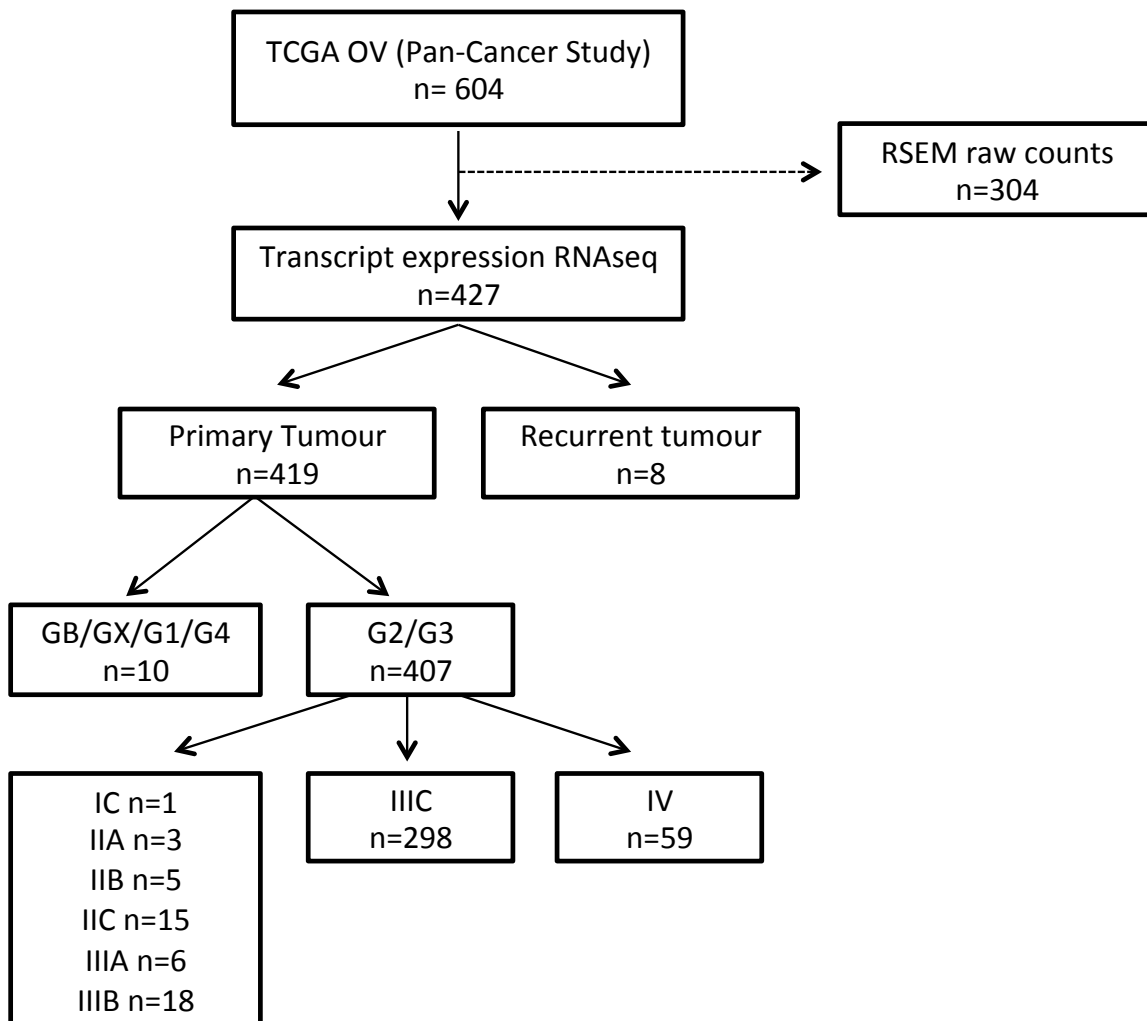 TCGA OV (Pan-Cancer Study)
n= 604
RSEM raw counts
n=304
Transcript expression RNAseq
n=427
Primary Tumour
n=419
Recurrent tumour
n=8
GB/GX/G1/G4
n=10
G2/G3
n=407
IC n=1
IIA n=3
IIB n=5
IIC n=15
IIIA n=6
IIIB n=18
IIIC
n=298
IV
n=59